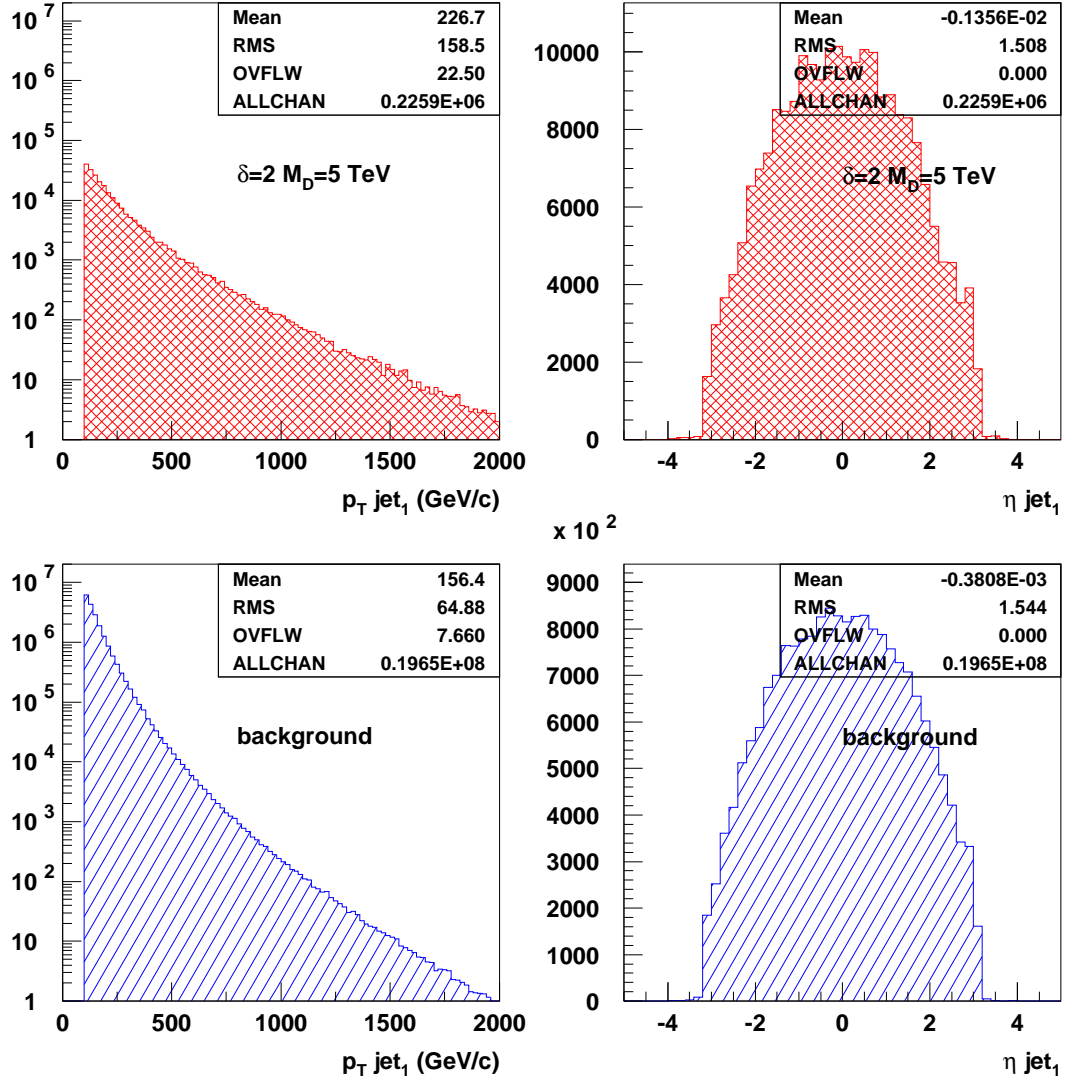 10^7
10^6
10^5
10^4
10^3
10^2
10
1
Mean 226.7
RMS 158.5
OVFLW 22.50
ALLCHAN 0.2259E+06
δ=2 M_D=5 TeV
0 500 1000 1500 2000
p_T jet_1 (GeV/c)
10000
8000
6000
4000
2000
0
Mean -0.1356E-02
RMS 1.508
OVFLW 0.000
ALLCHAN 0.2259E+06
δ=2 M_D=5 TeV
-4 -2 0 2 4
η jet_1
10^7
10^6
10^5
10^4
10^3
10^2
10
1
Mean 156.4
RMS 64.88
OVFLW 7.660
ALLCHAN 0.1965E+08
background
0 500 1000 1500 2000
p_T jet_1 (GeV/c)
x 10^2
9000
8000
7000
6000
5000
4000
3000
2000
1000
0
Mean -0.3808E-03
RMS 1.544
OVFLW 0.000
ALLCHAN 0.1965E+08
background
-4 -2 0 2 4
η jet_1